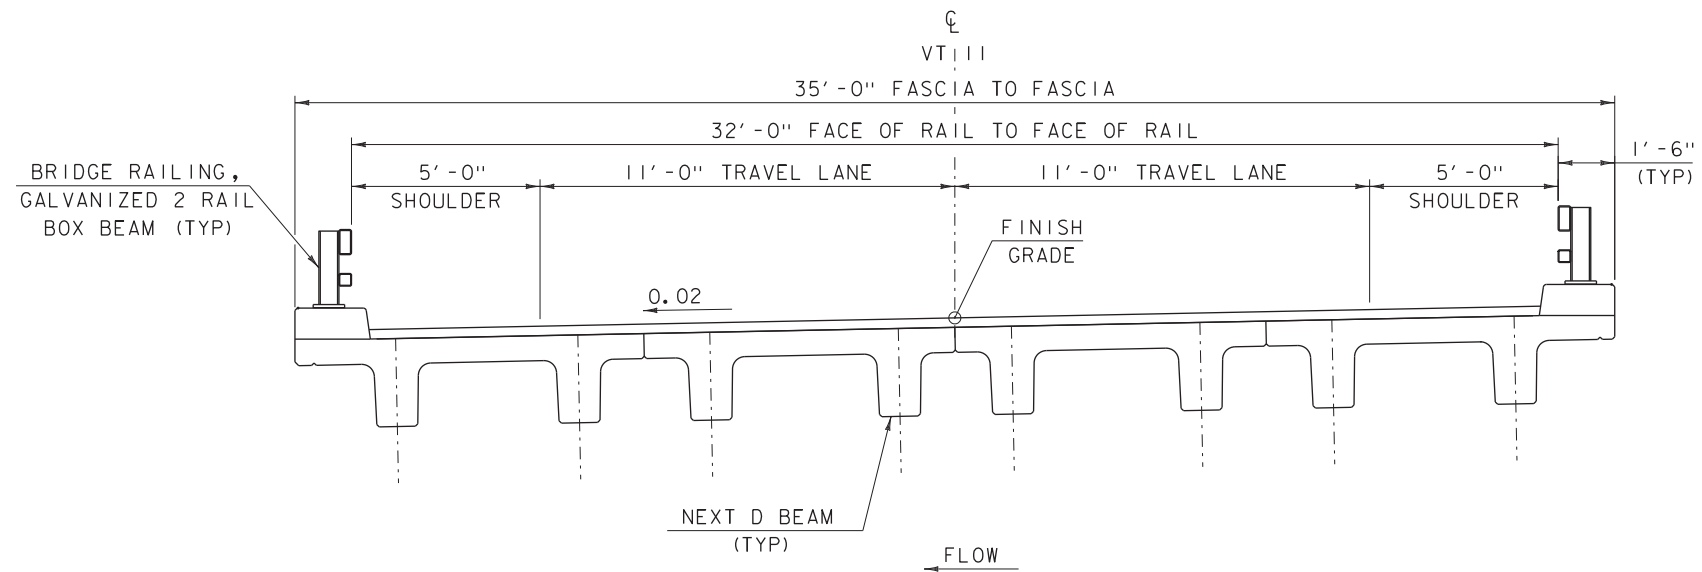 ℄
VT 11
35'-0" FASCIA TO FASCIA
32'-0" FACE OF RAIL TO FACE OF RAIL
1'-6"
(TYP)
BRIDGE RAILING,
GALVANIZED 2 RAIL
BOX BEAM (TYP)
5'-0"
SHOULDER
11'-0" TRAVEL LANE
11'-0" TRAVEL LANE
5'-0"
SHOULDER
FINISH
GRADE
0.02
NEXT D BEAM
(TYP)
FLOW